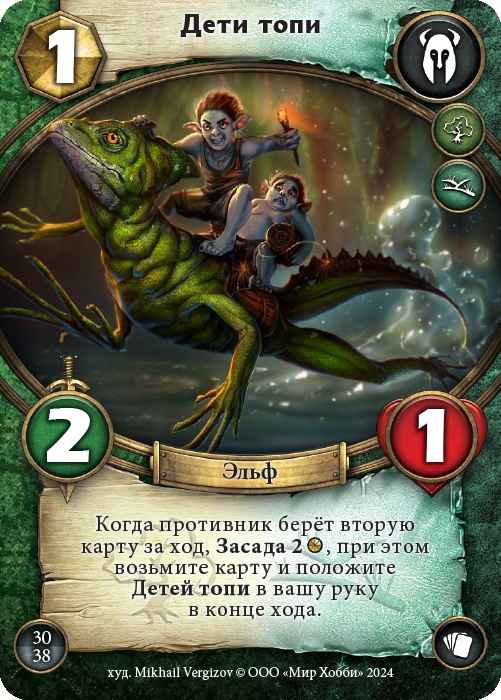 Дети топи
1
2
1
Эльф
Когда противник берёт вторую
карту за ход, Засада 2 , при этом
возьмите карту и положите
Детей топи в вашу руку
в конце хода.
30
38
худ. Mikhail Vergizov © ООО «Мир Хобби» 2024